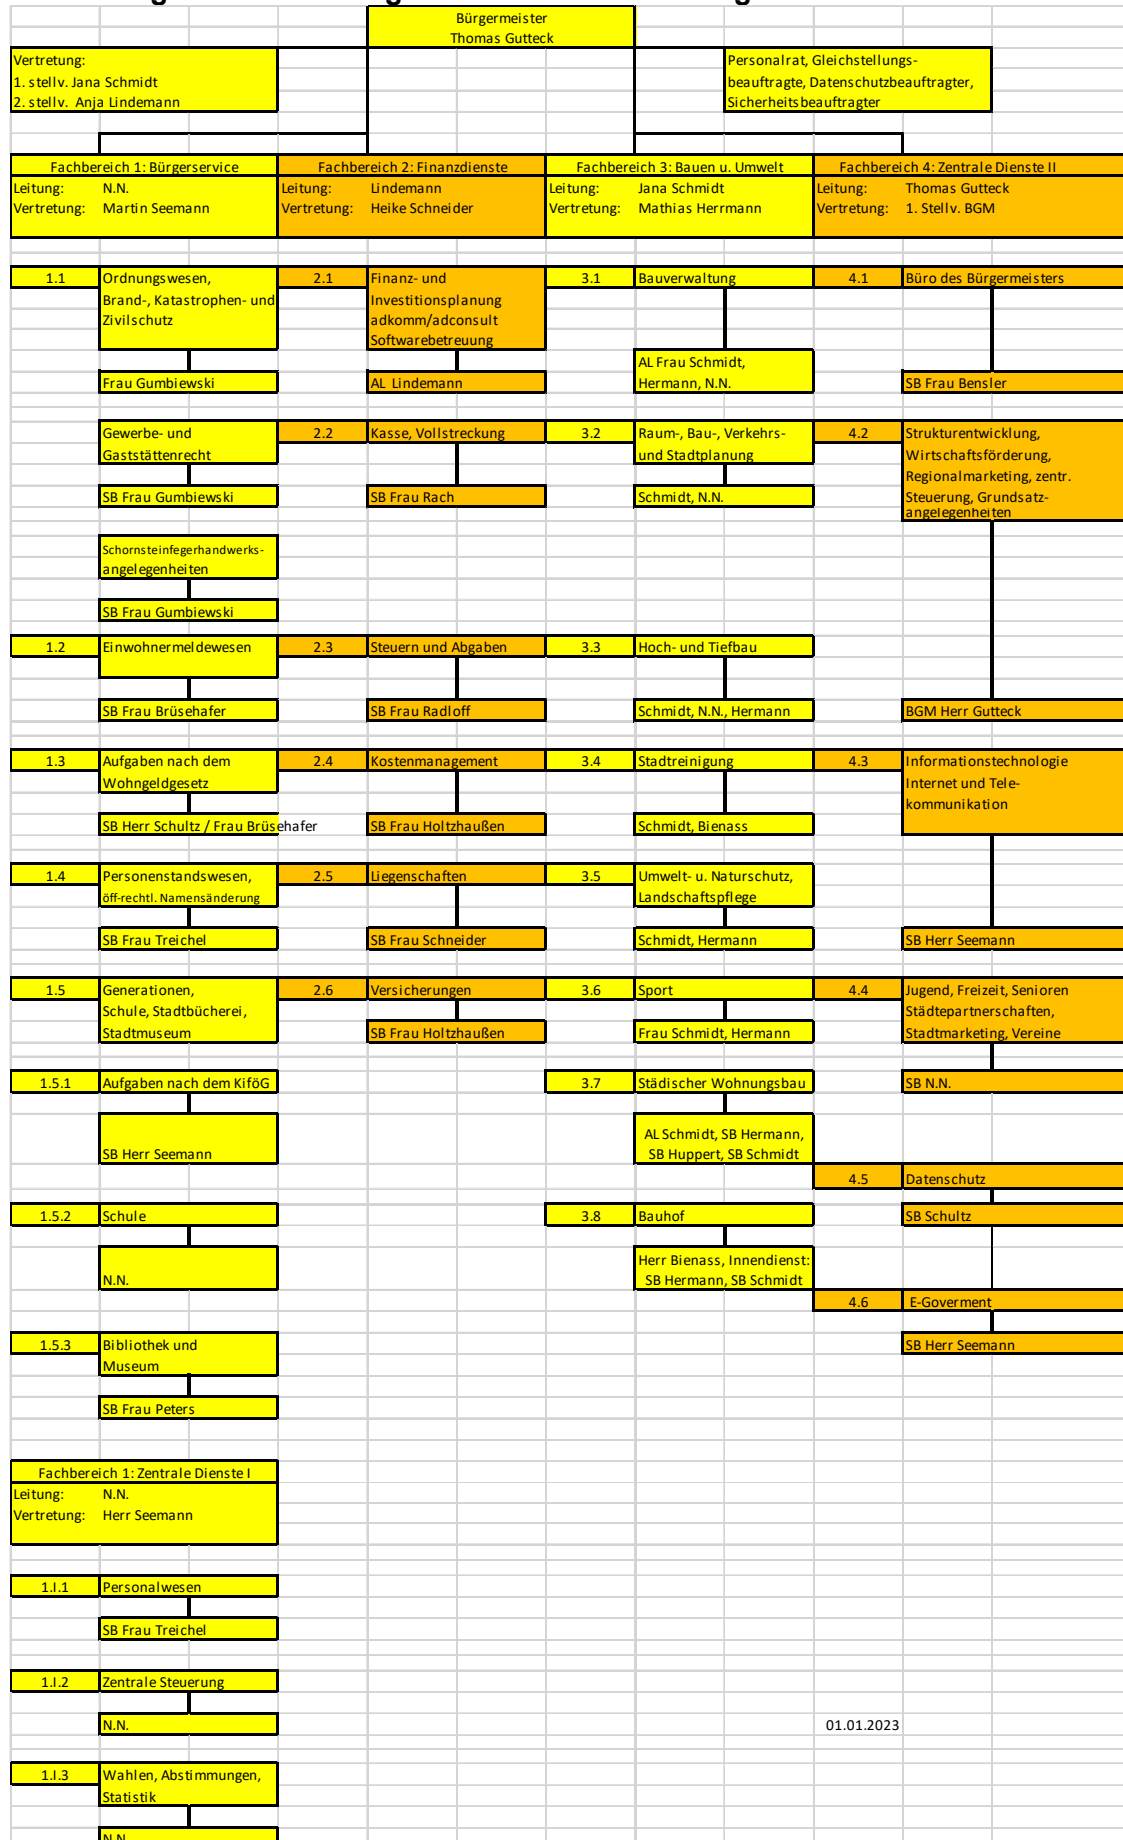 Bürgermeister
Thomas Gutteck
Vertretung:
1. stellv. Jana Schmidt
2. stellv. Anja Lindemann
Personalrat, Gleichstellungs-
beauftragte, Datenschutzbeauftragter,
Sicherheitsbeauftragter
Fachbereich 1: Bürgerservice
Leitung: N.N.
Vertretung: Martin Seemann
Fachbereich 2: Finanzdienste
Leitung: Lindemann
Vertretung: Heike Schneider
Fachbereich 3: Bauen u. Umwelt
Leitung: Jana Schmidt
Vertretung: Mathias Herrmann
Fachbereich 4: Zentrale Dienste II
Leitung: Thomas Gutteck
Vertretung: 1. Stellv. BGM
1.1 Ordnungswesen,
Brand-, Katastrophen- und
Zivilschutz
Frau Gumbiewski
2.1 Finanz- und
Investitionsplanung
adkomm/adconsult
Softwarebetreuung
AL Lindemann
3.1 Bauverwaltung
AL Frau Schmidt,
Hermann, N.N.
4.1 Büro des Bürgermeisters
SB Frau Bensler
Gewerbe- und
Gaststättenrecht
SB Frau Gumbiewski
2.2 Kasse, Vollstreckung
SB Frau Rach
3.2 Raum-, Bau-, Verkehrs-
und Stadtplanung
Schmidt, N.N.
4.2 Strukturentwicklung,
Wirtschaftsförderung,
Regionalmarketing, zentr.
Steuerung, Grundsatz-
angelegenheiten
Schornsteinfegerhandwerks-
angelegenheiten
SB Frau Gumbiewski
1.2 Einwohnermeldewesen
SB Frau Brüsehafer
2.3 Steuern und Abgaben
SB Frau Radloff
3.3 Hoch- und Tiefbau
Schmidt, N.N., Hermann
BGM Herr Gutteck
1.3 Aufgaben nach dem
Wohngeldgesetz
SB Herr Schultz / Frau Brüsehafer
2.4 Kostenmanagement
SB Frau Holtzhaußen
3.4 Stadtreinigung
Schmidt, Bienass
4.3 Informationstechnologie
Internet und Tele-
kommunikation
1.4 Personenstandswesen,
öff-rechtl. Namensänderung
SB Frau Treichel
2.5 Liegenschaften
SB Frau Schneider
3.5 Umwelt- u. Naturschutz,
Landschaftspflege
Schmidt, Hermann
SB Herr Seemann
1.5 Generationen,
Schule, Stadtbücherei,
Stadtmuseum
2.6 Versicherungen
SB Frau Holtzhaußen
3.6 Sport
Frau Schmidt, Hermann
4.4 Jugend, Freizeit, Senioren
Städtepartnerschaften,
Stadtmarketing, Vereine
SB N.N.
1.5.1 Aufgaben nach dem KiföG
SB Herr Seemann
3.7 Städischer Wohnungsbau
AL Schmidt, SB Hermann,
SB Huppert, SB Schmidt
4.5 Datenschutz
SB Schultz
1.5.2 Schule
N.N.
3.8 Bauhof
Herr Bienass, Innendienst:
SB Hermann, SB Schmidt
4.6 E-Goverment
SB Herr Seemann
1.5.3 Bibliothek und
Museum
SB Frau Peters
Fachbereich 1: Zentrale Dienste I
Leitung: N.N.
Vertretung: Herr Seemann
1.I.1 Personalwesen
SB Frau Treichel
1.I.2 Zentrale Steuerung
N.N.
01.01.2023
1.I.3 Wahlen, Abstimmungen,
Statistik
N.N.